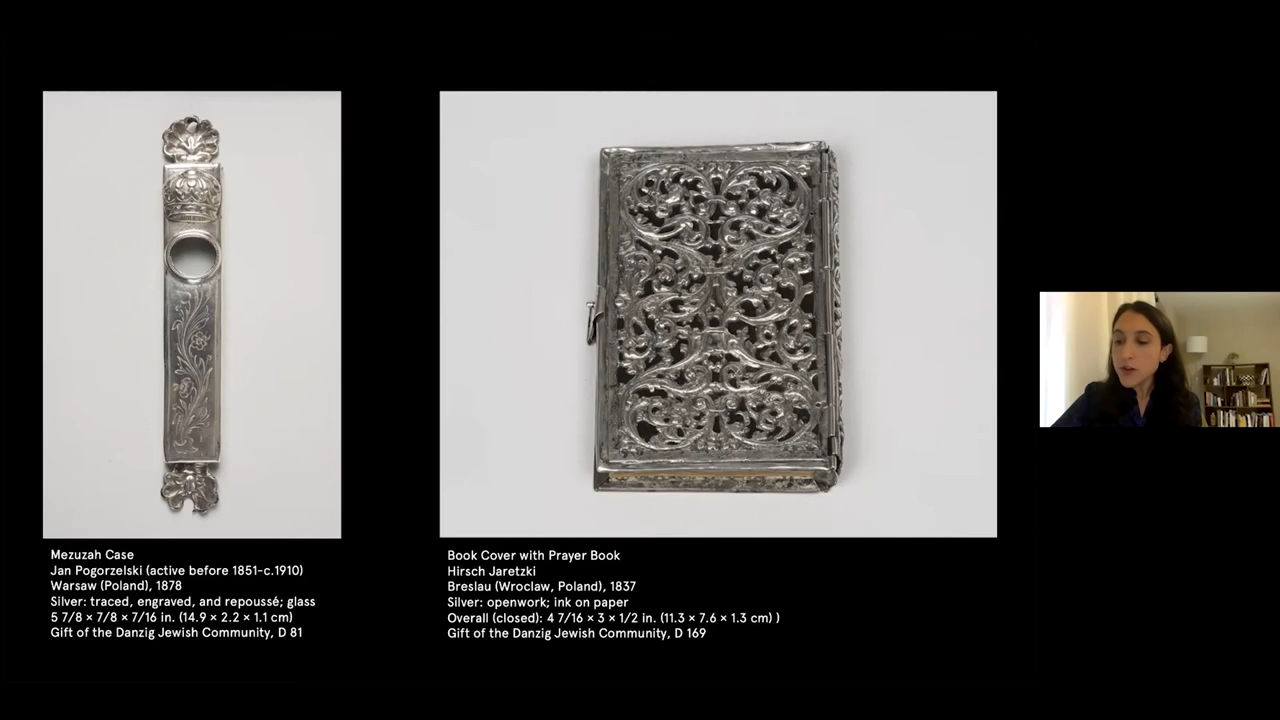 Mezuzah Case
Jan Pogorzelski (active before 1851-c.1910)
Warsaw (Poland), 1878
Silver: traced, engraved, and repoussé; glass
5 7/8 × 7/8 × 7/16 in. (14.9 × 2.2 × 1.1 cm)
Gift of the Danzig Jewish Community, D 81
Book Cover with Prayer Book
Hirsch Jaretzki
Breslau (Wroclaw, Poland), 1837
Silver: openwork; ink on paper
Overall (closed): 4 7/16 × 3 × 1/2 in. (11.3 × 7.6 × 1.3 cm) )
Gift of the Danzig Jewish Community, D 169